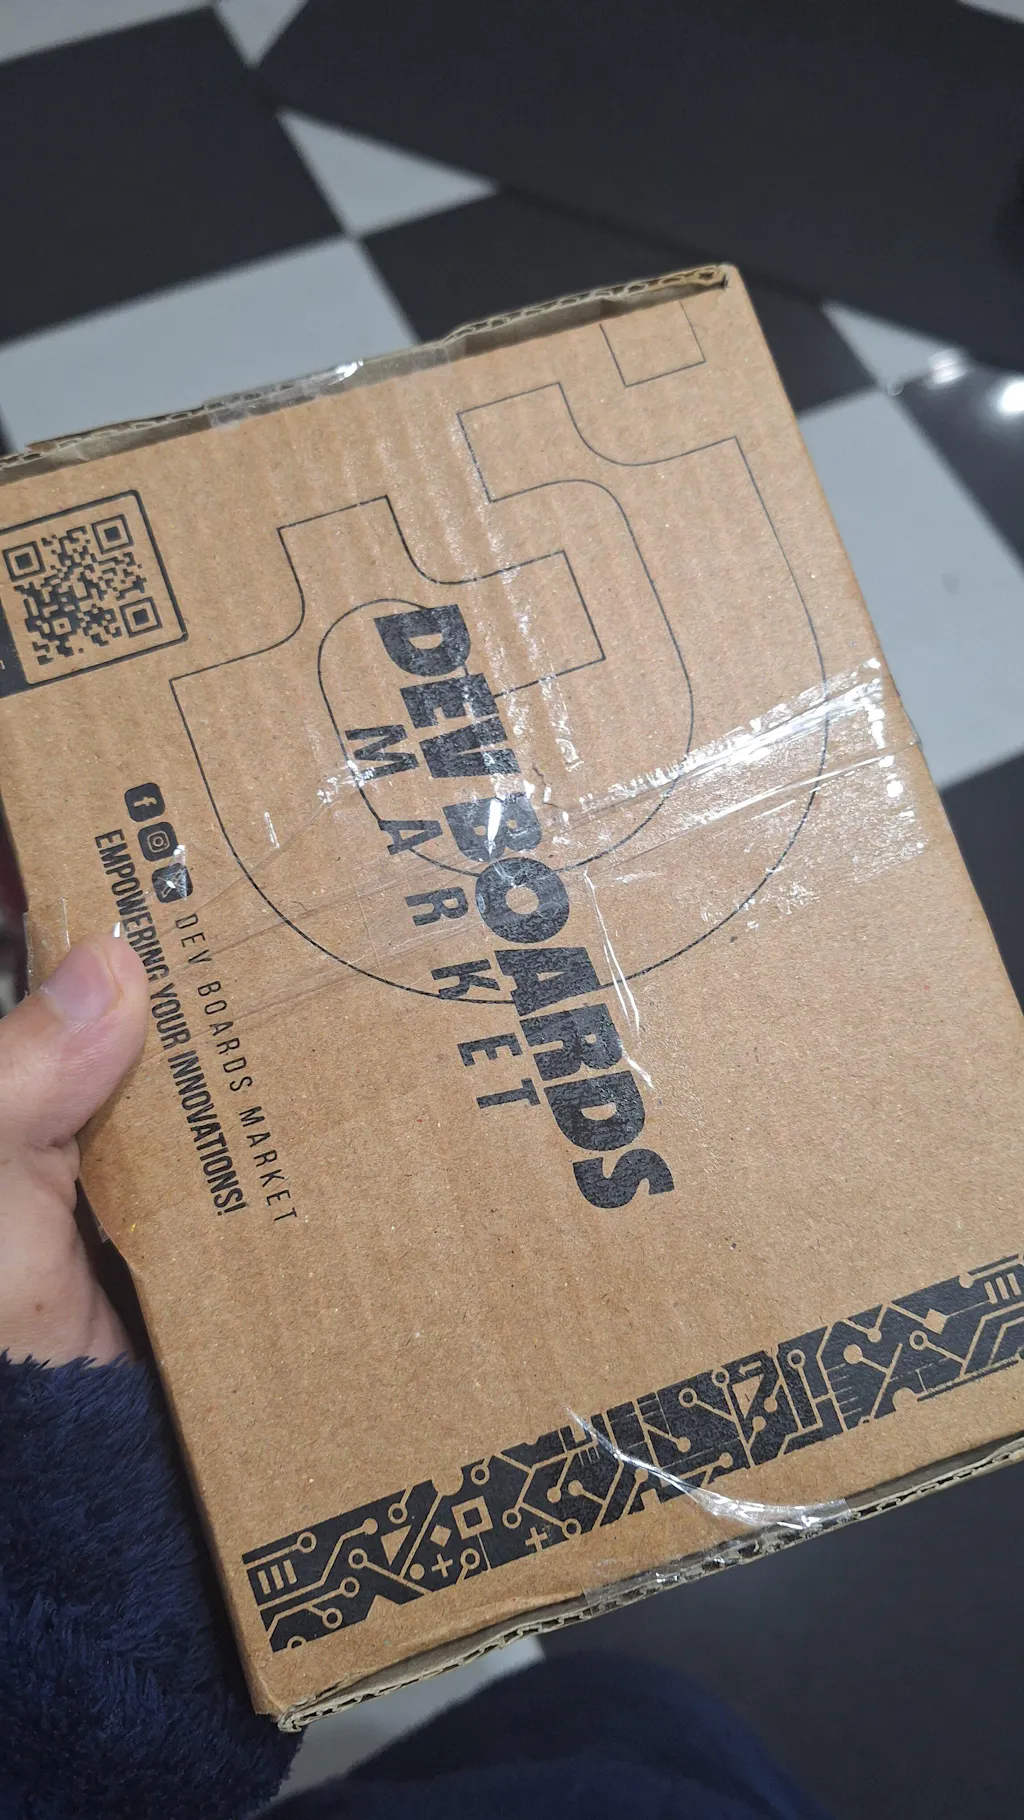 DEV BOARDS
MARKET
DEV BOARDS MARKET
EMPOWERING YOUR INNOVATIONS!